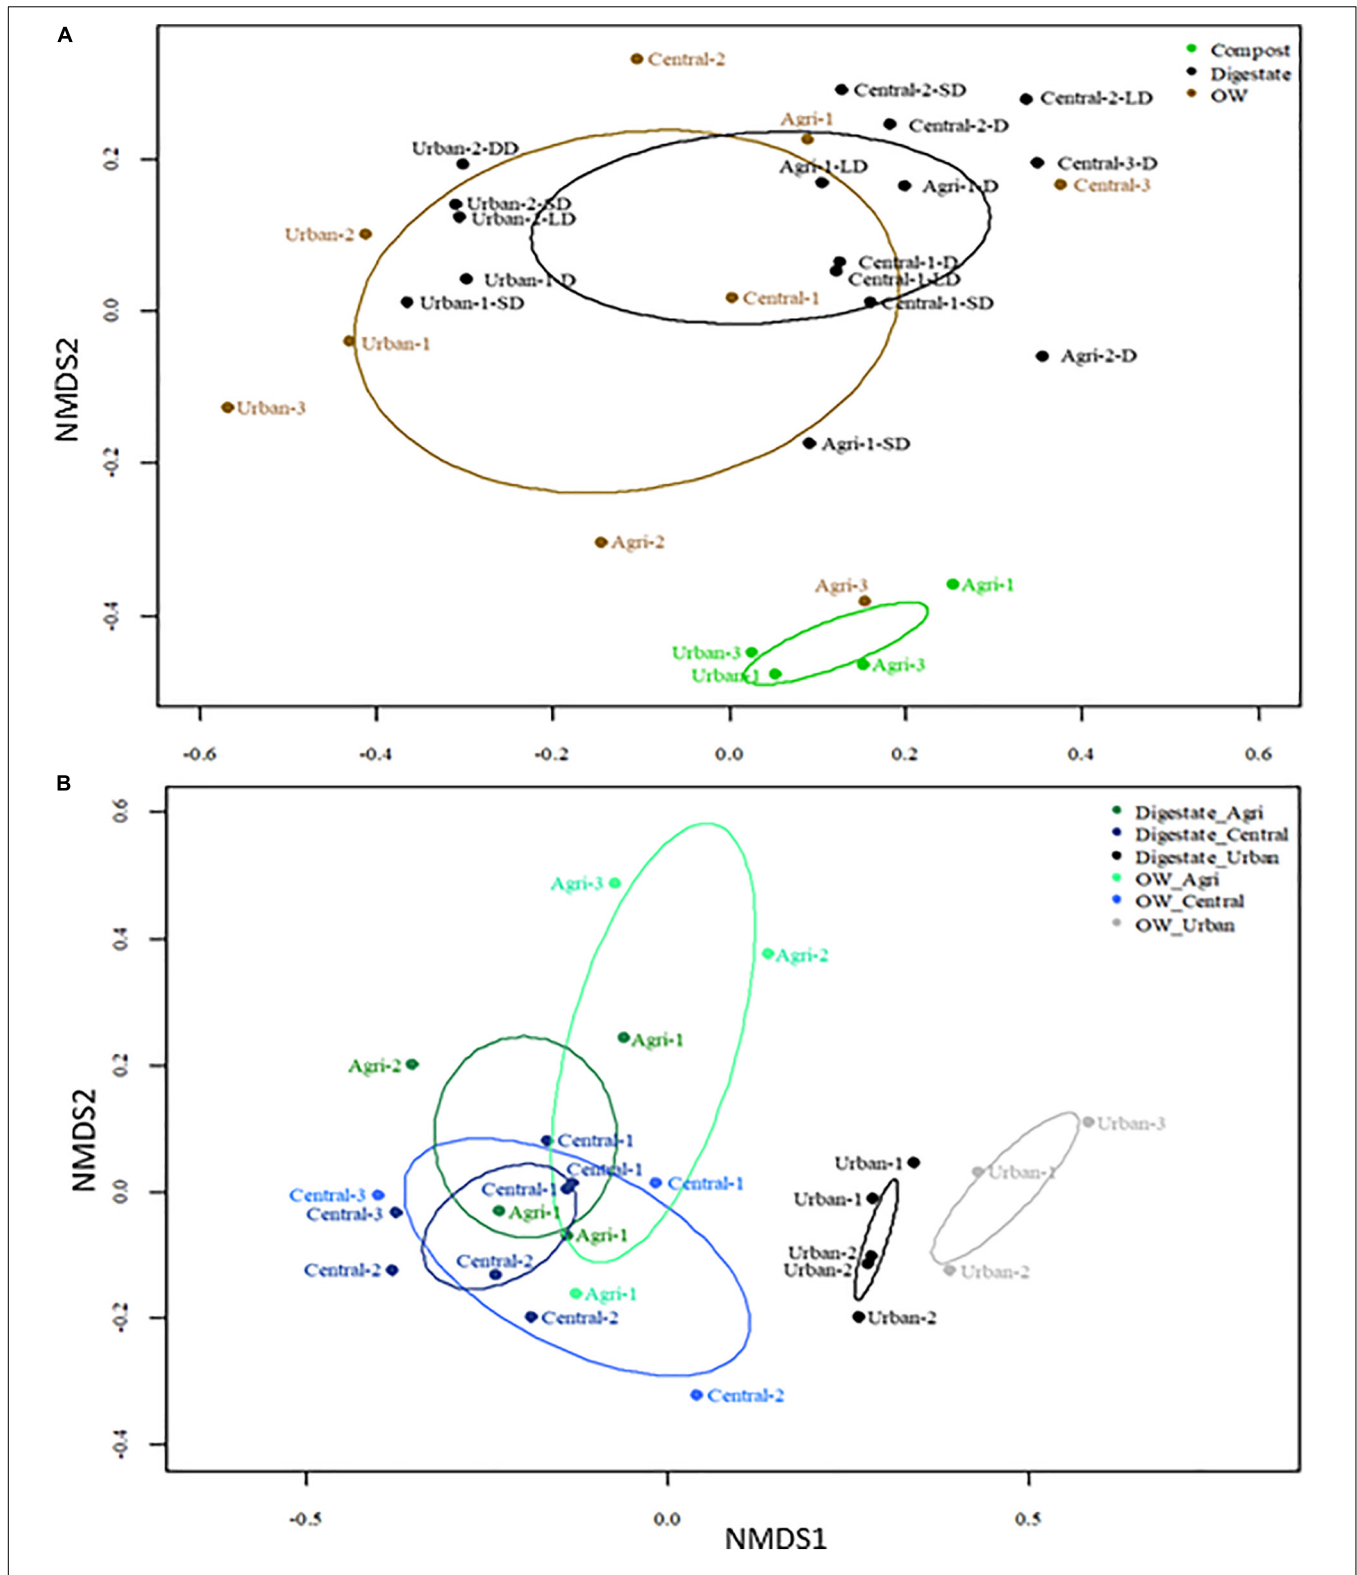 A
Compost
Digestate
OW
Central-2
Central-2-SD
Central-2-LD
Agri-1
Central-2-D
Urban-2-DD
Agri-1-LD
Central-3-D
Agri-1-D
Central-3
Urban-2-SD
Urban-2-LD
Urban-2
Central-1-D
Urban-1-D
Central-1-LD
Central-1
Urban-1-SD
Central-1-SD
Urban-1
Agri-2-D
Urban-3
Agri-1-SD
Agri-2
Agri-3
Agri-1
Urban-3
Agri-3
Urban-1
NMDS2
0.2
0.0
-0.2
-0.4
-0.6
-0.4
-0.2
0.0
0.2
0.4
0.6
B
Digestate_Agri
Digestate_Central
Digestate_Urban
OW_Agri
OW_Central
OW_Urban
Agri-3
Agri-2
Agri-1
Agri-2
Urban-3
Central-1
Urban-1
Central-1
Urban-1
Central-1
Central-1
Central-3
Urban-1
Central-3
Agri-1
Agri-1
Urban-2
Central-2
Central-2
Urban-2
Urban-2
Agri-1
Central-2
Urban-2
Central-2
NMDS2
0.6
0.4
0.2
0.0
-0.2
-0.4
-0.5
0.0
0.5
NMDS1